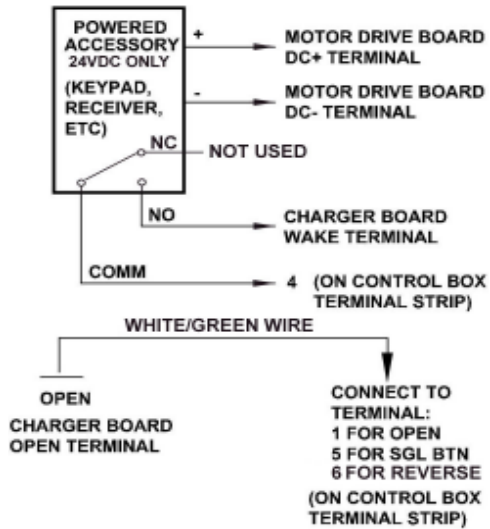 POWERED
ACCESSORY
24VDC ONLY
(KEYPAD,
RECEIVER,
ETC)
+
MOTOR DRIVE BOARD
DC+ TERMINAL
-
MOTOR DRIVE BOARD
DC- TERMINAL
NC
NOT USED
NO
CHARGER BOARD
WAKE TERMINAL
COMM
4 (ON CONTROL BOX
TERMINAL STRIP)
WHITE/GREEN WIRE
OPEN
CHARGER BOARD
OPEN TERMINAL
CONNECT TO
TERMINAL:
1 FOR OPEN
5 FOR SGL BTN
6 FOR REVERSE
(ON CONTROL BOX
TERMINAL STRIP)